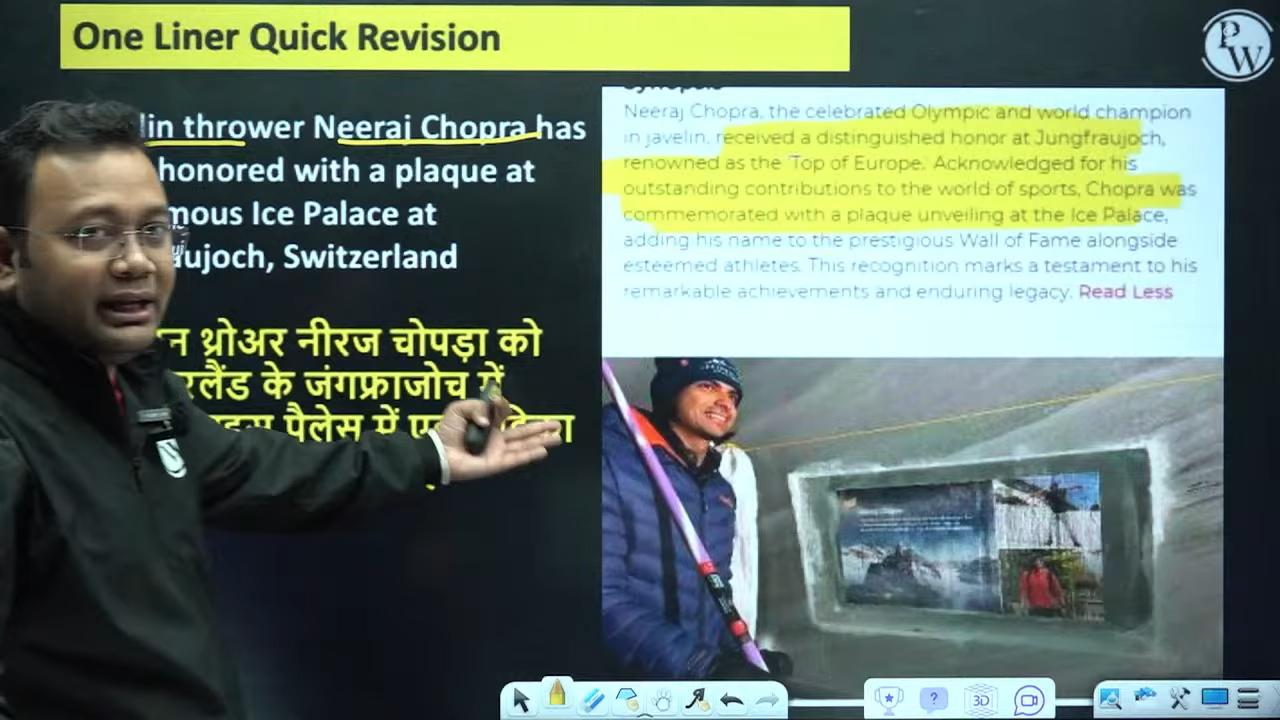 One Liner Quick Revision
PW
lin thrower Neeraj Chopra has
honored with a plaque at
mous Ice Palace at
aujoch, Switzerland
न थ्रोअर नीरज चोपड़ा को
रलैंड के जंगफ्राजोच में
पैलेस में
Synopsis
Neeraj Chopra, the celebrated Olympic and world champion
in javelin, received a distinguished honor at Jungfraujoch,
renowned as the 'Top of Europe.' Acknowledged for his
outstanding contributions to the world of sports, Chopra was
commemorated with a plaque unveiling at the Ice Palace,
adding his name to the prestigious Wall of Fame alongside
esteemed athletes. This recognition marks a testament to his
remarkable achievements and enduring legacy. Read Less
?
3D